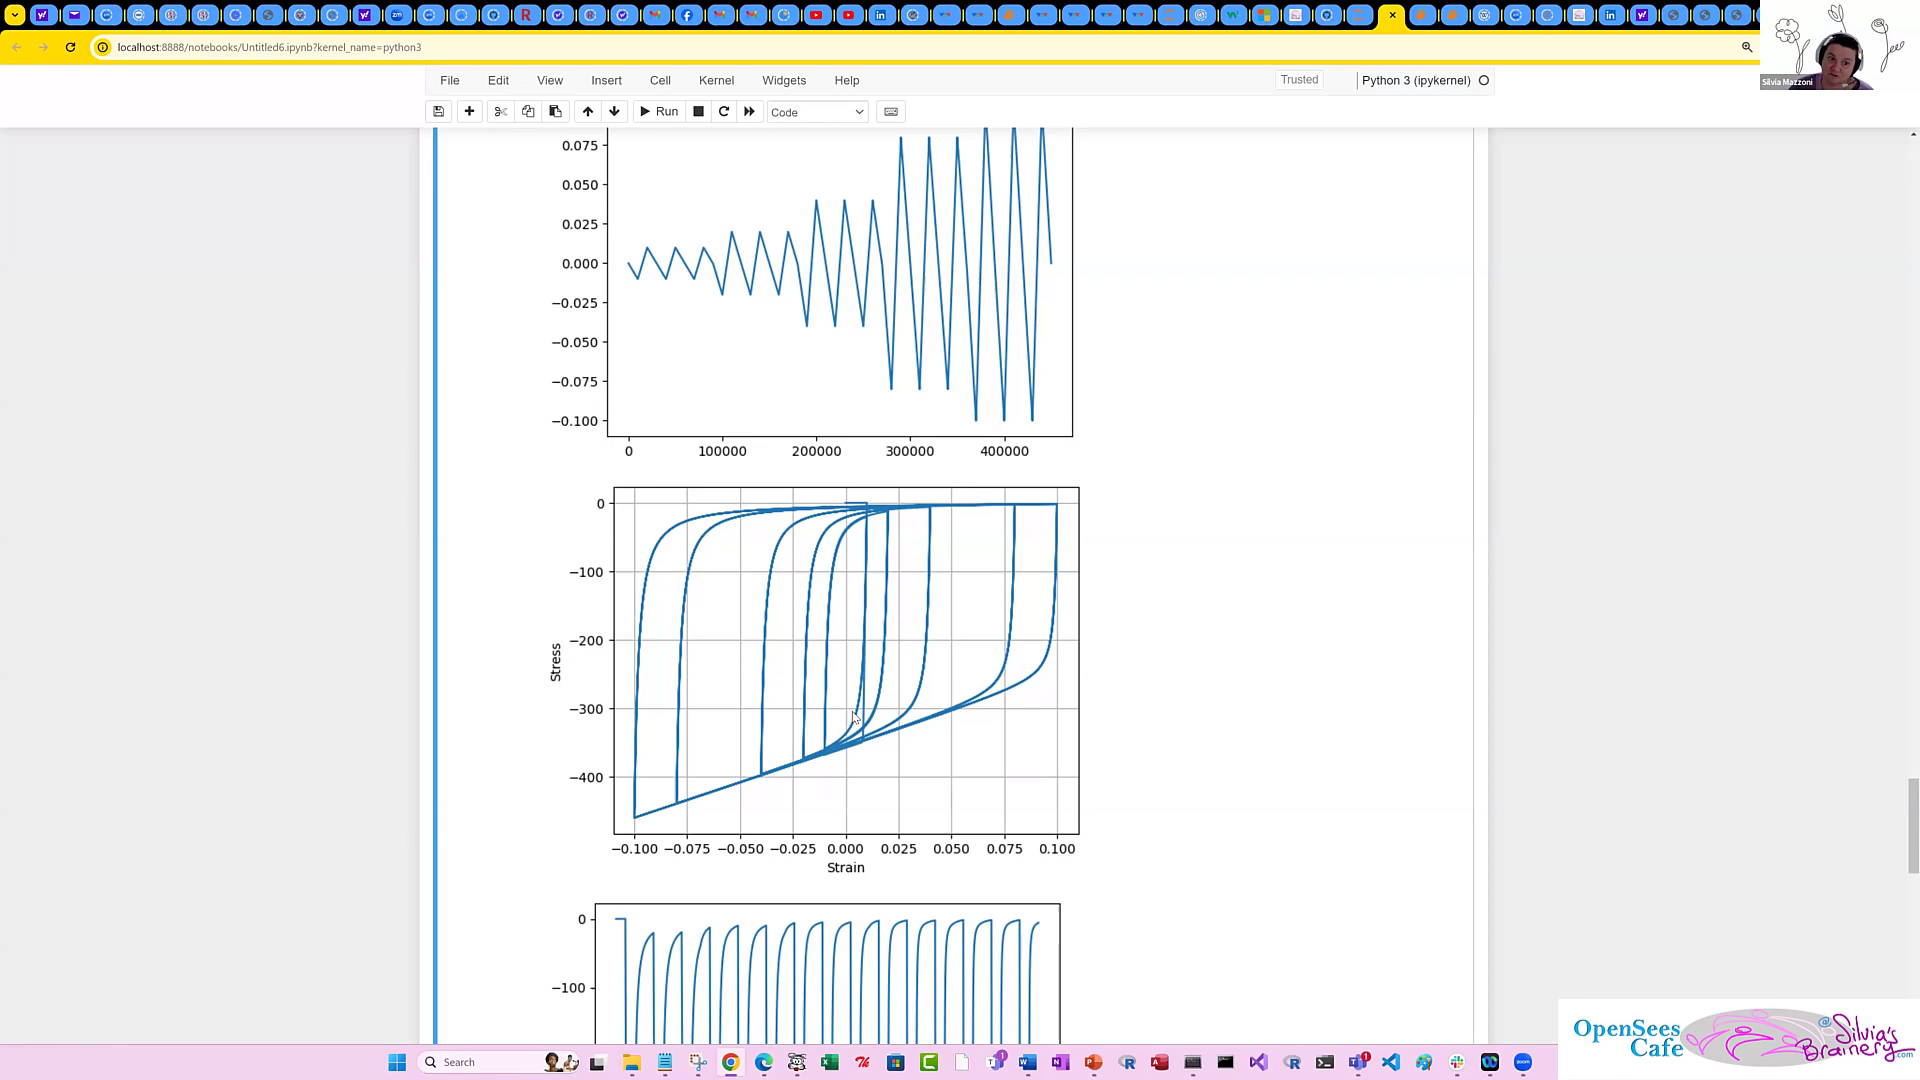 localhost:8888/notebooks/Untitled6.ipynb?kernel_name=python3
Silvia Mazzoni
File Edit View Insert Cell Kernel Widgets Help
Trusted
Python 3 (ipykernel)
Run
Code
0.075
0.050
0.025
0.000
−0.025
−0.050
−0.075
−0.100
0 100000 200000 300000 400000
0
−100
−200
−300
−400
Stress
−0.100 −0.075 −0.050 −0.025 0.000 0.025 0.050 0.075 0.100
Strain
0
−100
OpenSees
Cafe
Silvia's
Brainery.com
Search